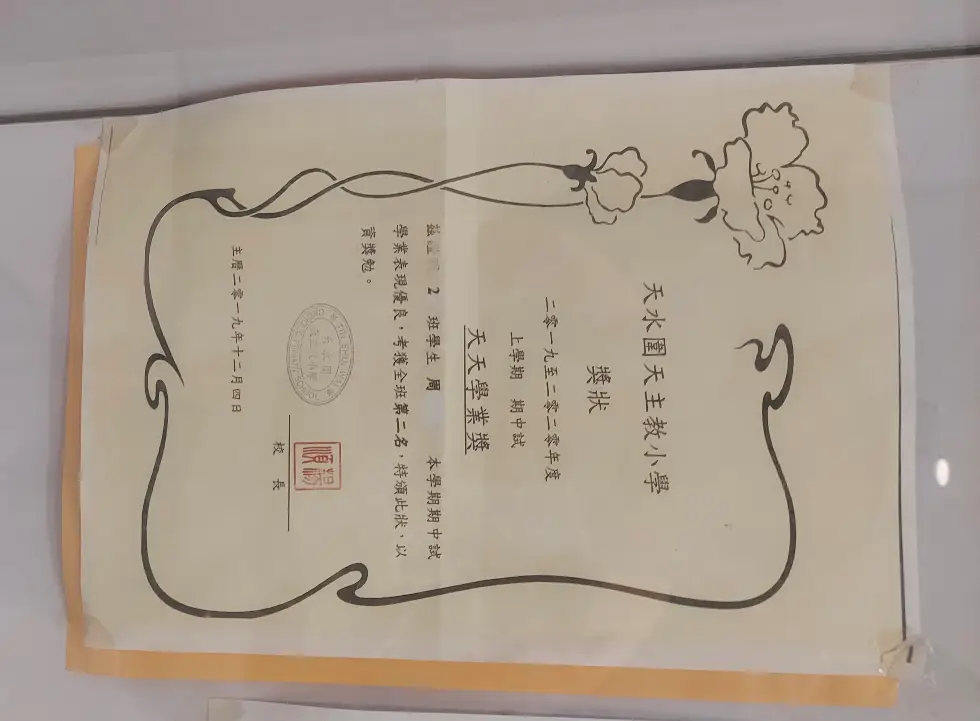 天水圍天主教小學
獎狀
二零一九至二零二零年度
上學期 期中試
天天學業獎
茲 2 班學生 周 本學期期中試
學業表現優良，考獲全班第二名，特頒此狀，以
資獎勉。
校 長
主曆二零一九年十二月四日